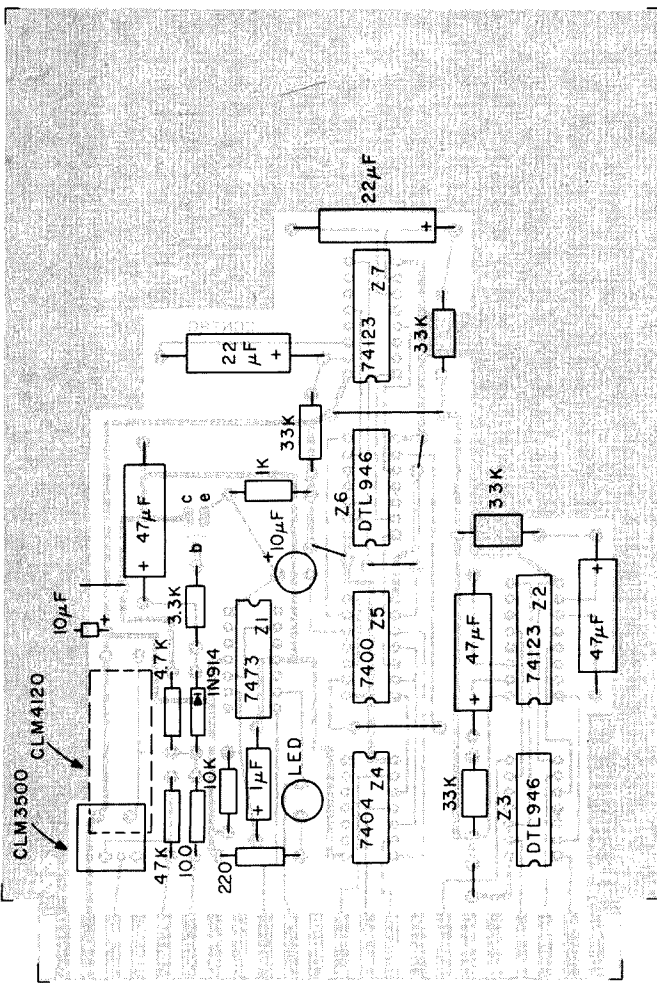 22µF
Z7
74123
33K
22
µF
+
+
33K
1K
Z6
DTL946
33K
47µF
+
c
e
b
+
10µF
10µF
+
3.3K
Z1
7473
Z5
7400
47µF
+
Z2
74123
+
47µF
CLM4120
CLM3500
4.7K
1N914
10K
1µF
+
LED
Z4
7404
33K
Z3
DTL946
47K
100
220